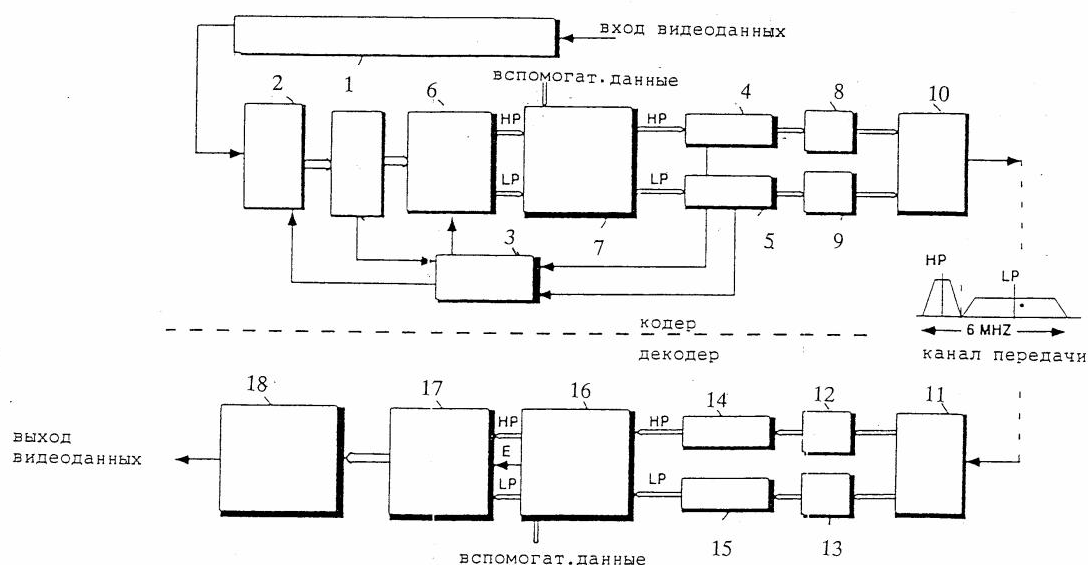 вход видеоданных
1
вспомогат.данные
2
6
4
8
10
HP
HP
LP
LP
3
7
5
9
HP
LP
6 MHZ
канал передачи
кодер
декодер
18
17
16
14
12
11
HP
HP
E
LP
LP
выход
видеоданных
15
13
вспомогат.данные